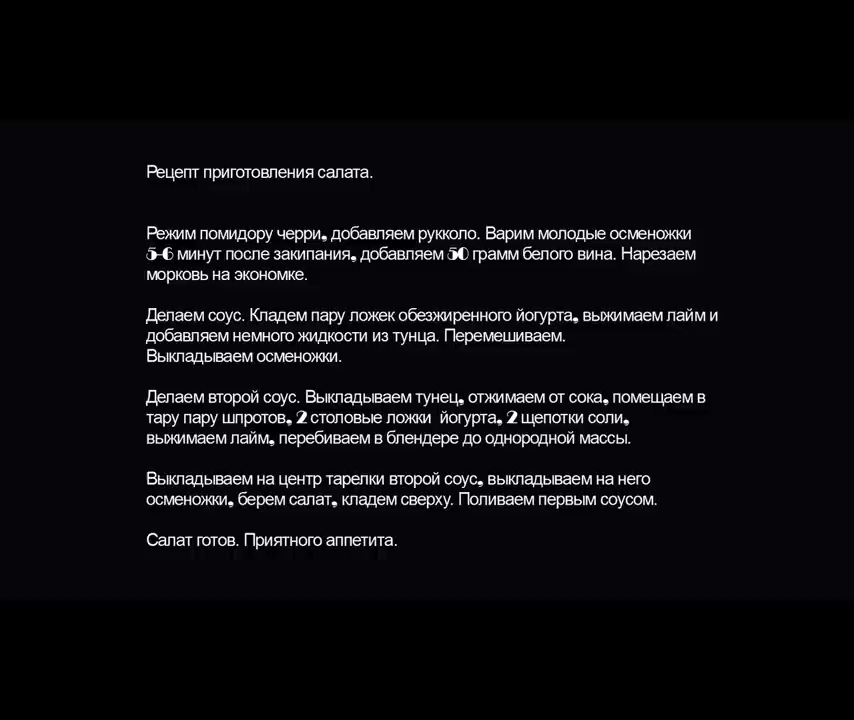 Рецепт приготовления салата.
Режим помидору черри, добавляем рукколо. Варим молодые осменожки
5-6 минут после закипания, добавляем 50 грамм белого вина. Нарезаем
морковь на экономке.
Делаем соус. Кладем пару ложек обезжиренного йогурта, выжимаем лайм и
добавляем немного жидкости из тунца. Перемешиваем.
Выкладываем осменожки.
Делаем второй соус. Выкладываем тунец, отжимаем от сока, помещаем в
тару пару шпротов, 2 столовые ложки йогурта, 2 щепотки соли,
выжимаем лайм, перебиваем в блендере до однородной массы.
Выкладываем на центр тарелки второй соус, выкладываем на него
осменожки, берем салат, кладем сверху. Поливаем первым соусом.
Салат готов. Приятного аппетита.